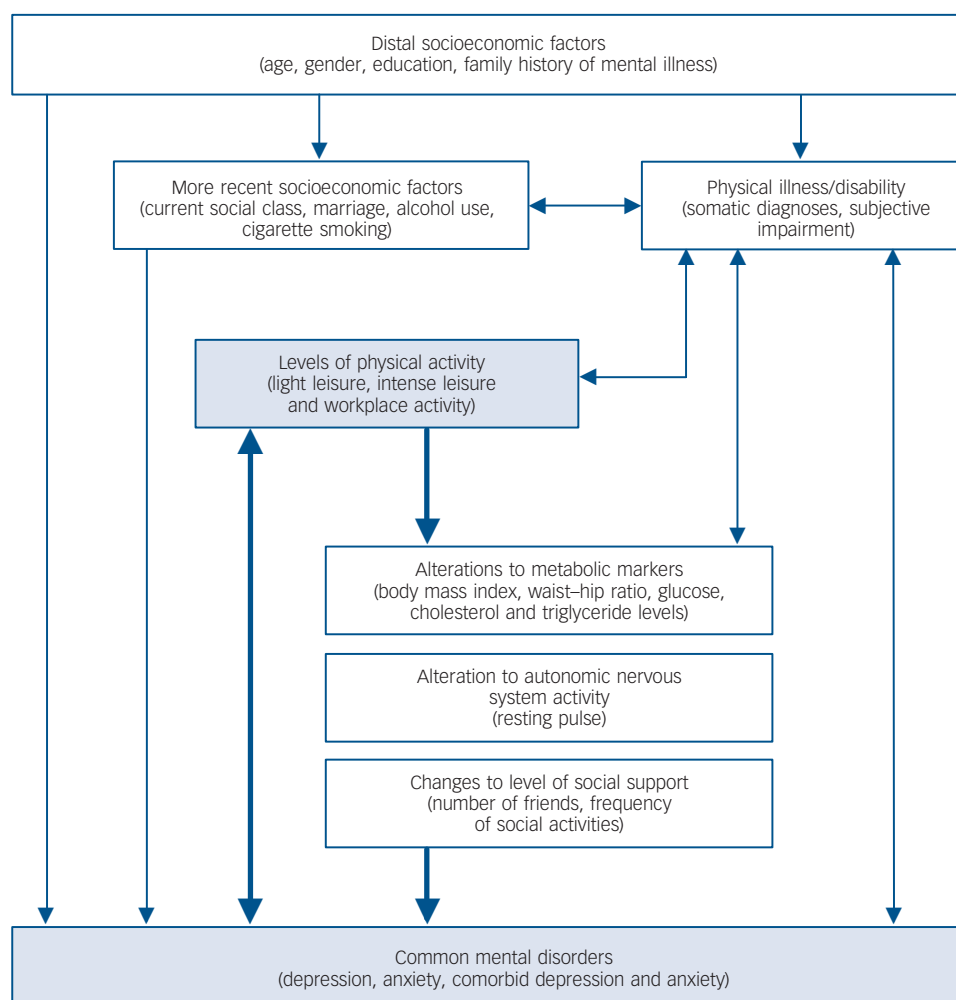 Distal socioeconomic factors
(age, gender, education, family history of mental illness)
More recent socioeconomic factors
(current social class, marriage, alcohol use,
cigarette smoking)
Physical illness/disability
(somatic diagnoses, subjective
impairment)
Levels of physical activity
(light leisure, intense leisure
and workplace activity)
Alterations to metabolic markers
(body mass index, waist–hip ratio, glucose,
cholesterol and triglyceride levels)
Alteration to autonomic nervous
system activity
(resting pulse)
Changes to level of social support
(number of friends, frequency
of social activities)
Common mental disorders
(depression, anxiety, comorbid depression and anxiety)